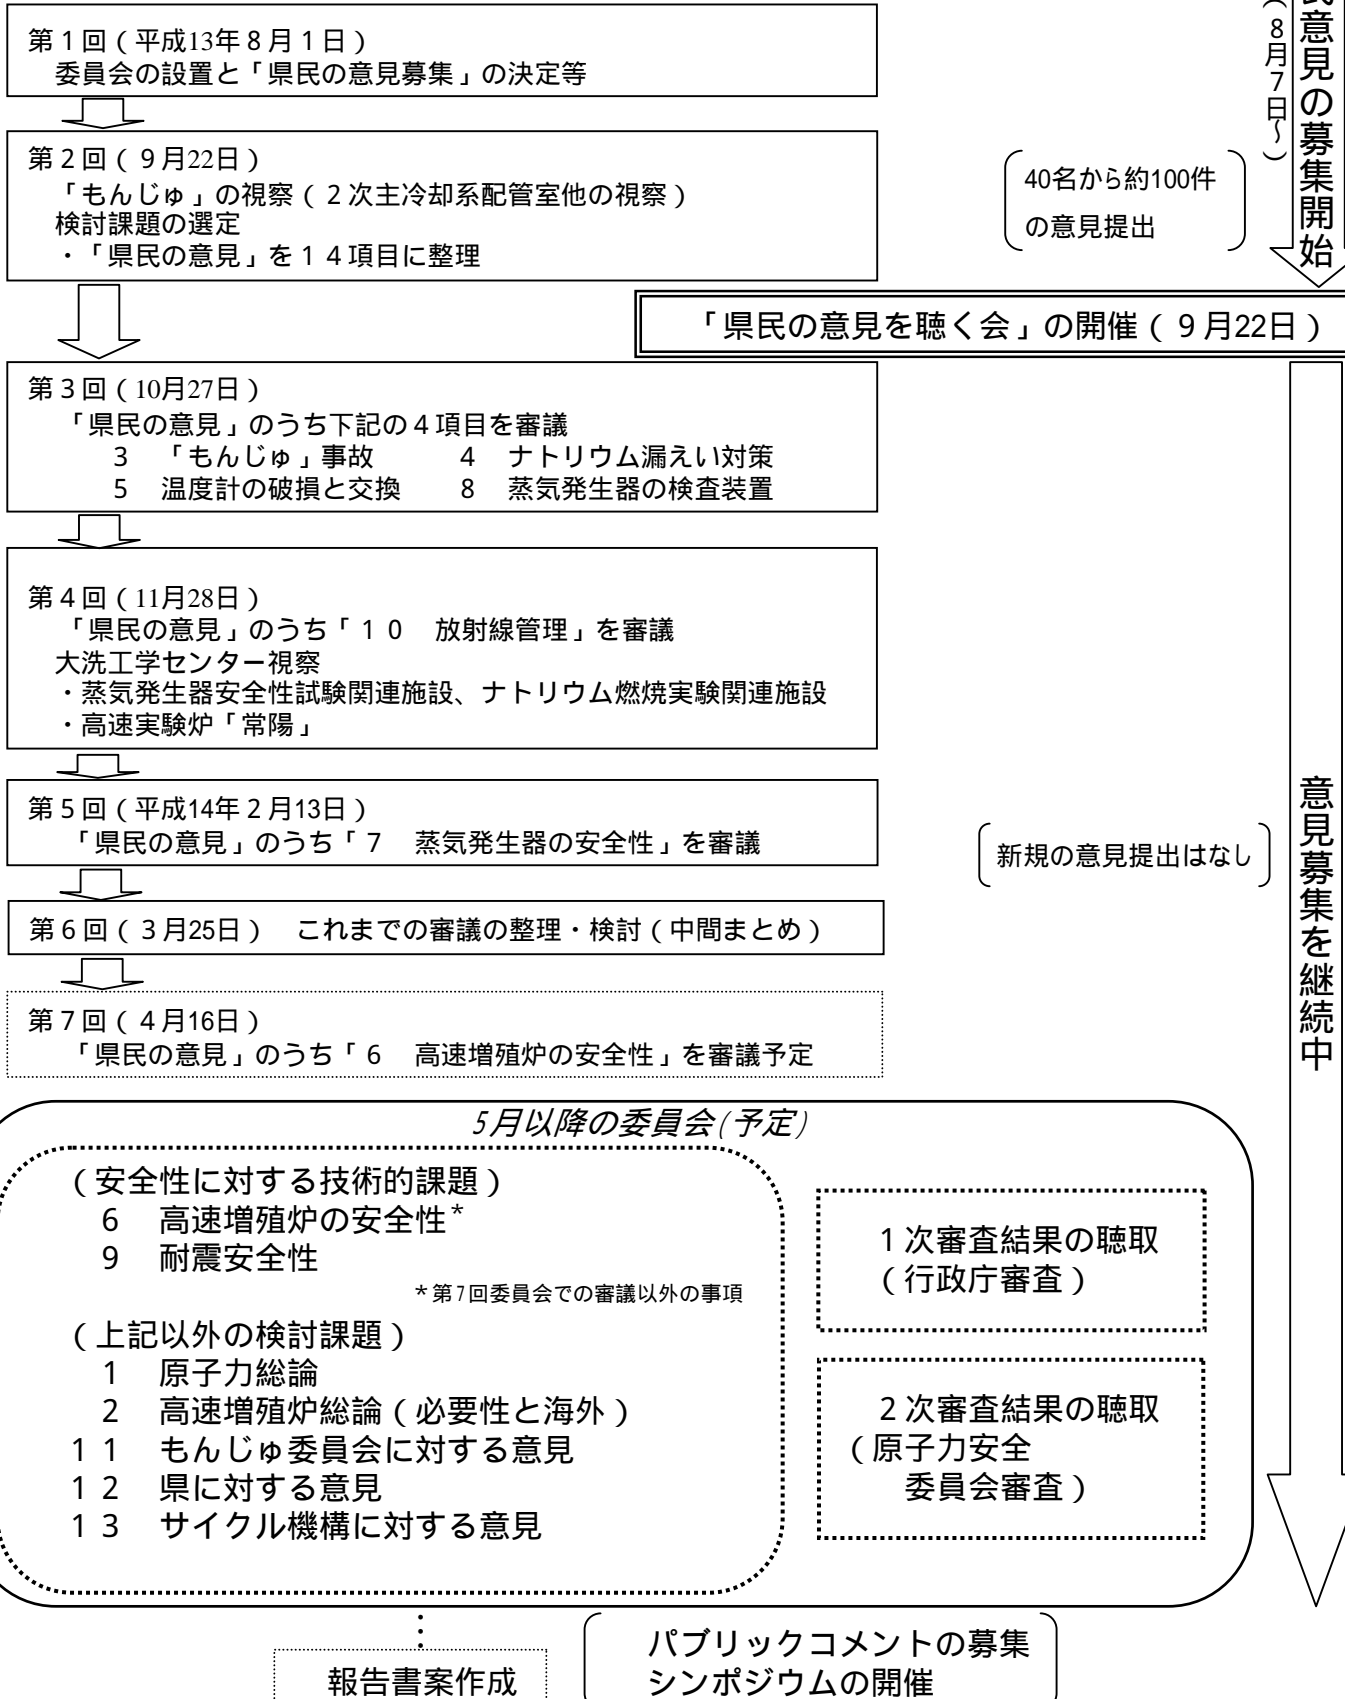 第1回(平成13年8月1日)
委員会の設置と「県民の意見募集」の決定等
第2回(9月22日)
「もんじゅ」の視察(2次主冷却系配管室他の視察)
検討課題の選定
・「県民の意見」を14項目に整理
民意見の募集開始
(8月7日~)
40名から約100件
の意見提出
「県民の意見を聴く会」の開催(9月22日)
第3回(10月27日)
「県民の意見」のうち下記の4項目を審議
3 「もんじゅ」事故 4 ナトリウム漏えい対策
5 温度計の破損と交換 8 蒸気発生器の検査装置
第4回(11月28日)
「県民の意見」のうち「10 放射線管理」を審議
大洗工学センター視察
・蒸気発生器安全性試験関連施設、ナトリウム燃焼実験関連施設
・高速実験炉「常陽」
第5回(平成14年2月13日)
「県民の意見」のうち「7 蒸気発生器の安全性」を審議
新規の意見提出はなし
意見募集を継続中
第6回(3月25日) これまでの審議の整理・検討(中間まとめ)
第7回(4月16日)
「県民の意見」のうち「6 高速増殖炉の安全性」を審議予定
5月以降の委員会(予定)
(安全性に対する技術的課題)
6 高速増殖炉の安全性*
9 耐震安全性
*第7回委員会での審議以外の事項
(上記以外の検討課題)
1 原子力総論
2 高速増殖炉総論(必要性と海外)
11 もんじゅ委員会に対する意見
12 県に対する意見
13 サイクル機構に対する意見
1次審査結果の聴取
(行政庁審査)
2次審査結果の聴取
(原子力安全
委員会審査)
報告書案作成
パブリックコメントの募集
シンポジウムの開催